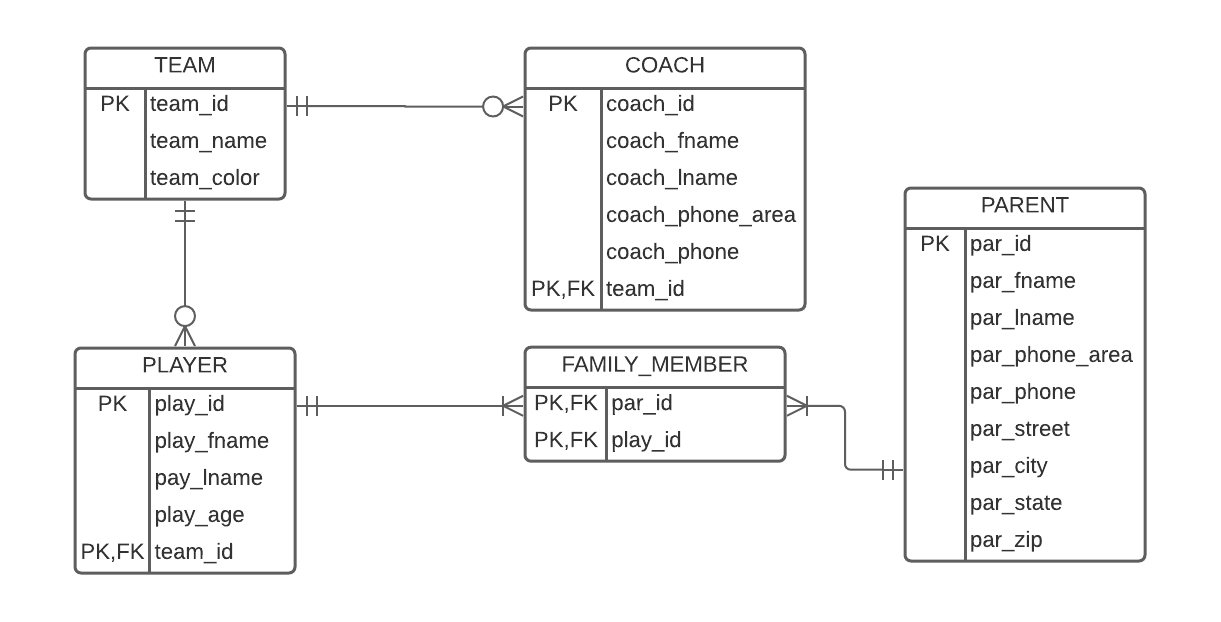 TEAM
PK team_id
team_name
team_color
COACH
PK coach_id
coach_fname
coach_lname
coach_phone_area
coach_phone
PK,FK team_id
PARENT
PK par_id
par_fname
par_lname
par_phone_area
par_phone
par_street
par_city
par_state
par_zip
PLAYER
PK play_id
play_fname
pay_lname
play_age
PK,FK team_id
FAMILY_MEMBER
PK,FK par_id
PK,FK play_id